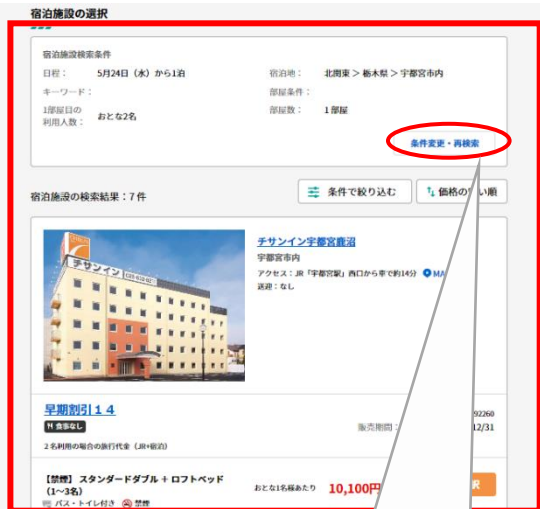 宿泊施設の選択
宿泊施設検索条件
日程： 5月24日（水）から1泊 宿泊地： 北関東 > 栃木県 > 宇都宮市内
キーワード： 部屋条件：
1部屋目の利用人数： おとな2名 部屋数： 1部屋
条件変更・再検索
宿泊施設の検索結果：7件 条件で絞り込む 価格の い順
チサンイン宇都宮鹿沼
宇都宮市内
アクセス：JR「宇都宮駅」西口から車で約14分 MA
送迎：なし
チサンイン
早期割引１４ 92260
食事なし 販売期間： 12/31
2名利用の場合の旅行代金（JR+宿泊）
【禁煙】スタンダードダブル + ロフトベッド
（1～3名） おとな1名様あたり 10,100円 択
バス・トイレ付き 禁煙